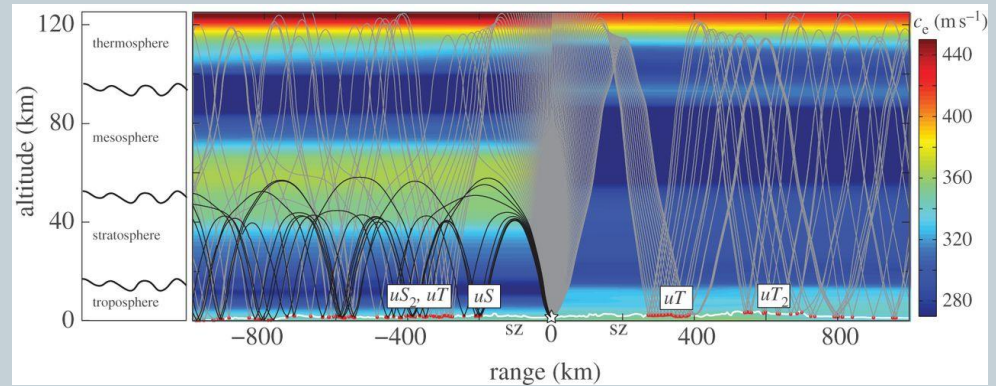 120
80
40
0
altitude (km)
thermosphere
mesosphere
stratosphere
troposphere
uS₂, uT
uS
uT
uT₂
sz
sz
−800
−400
0
400
800
range (km)
cₑ (m s⁻¹)
440
400
360
320
280